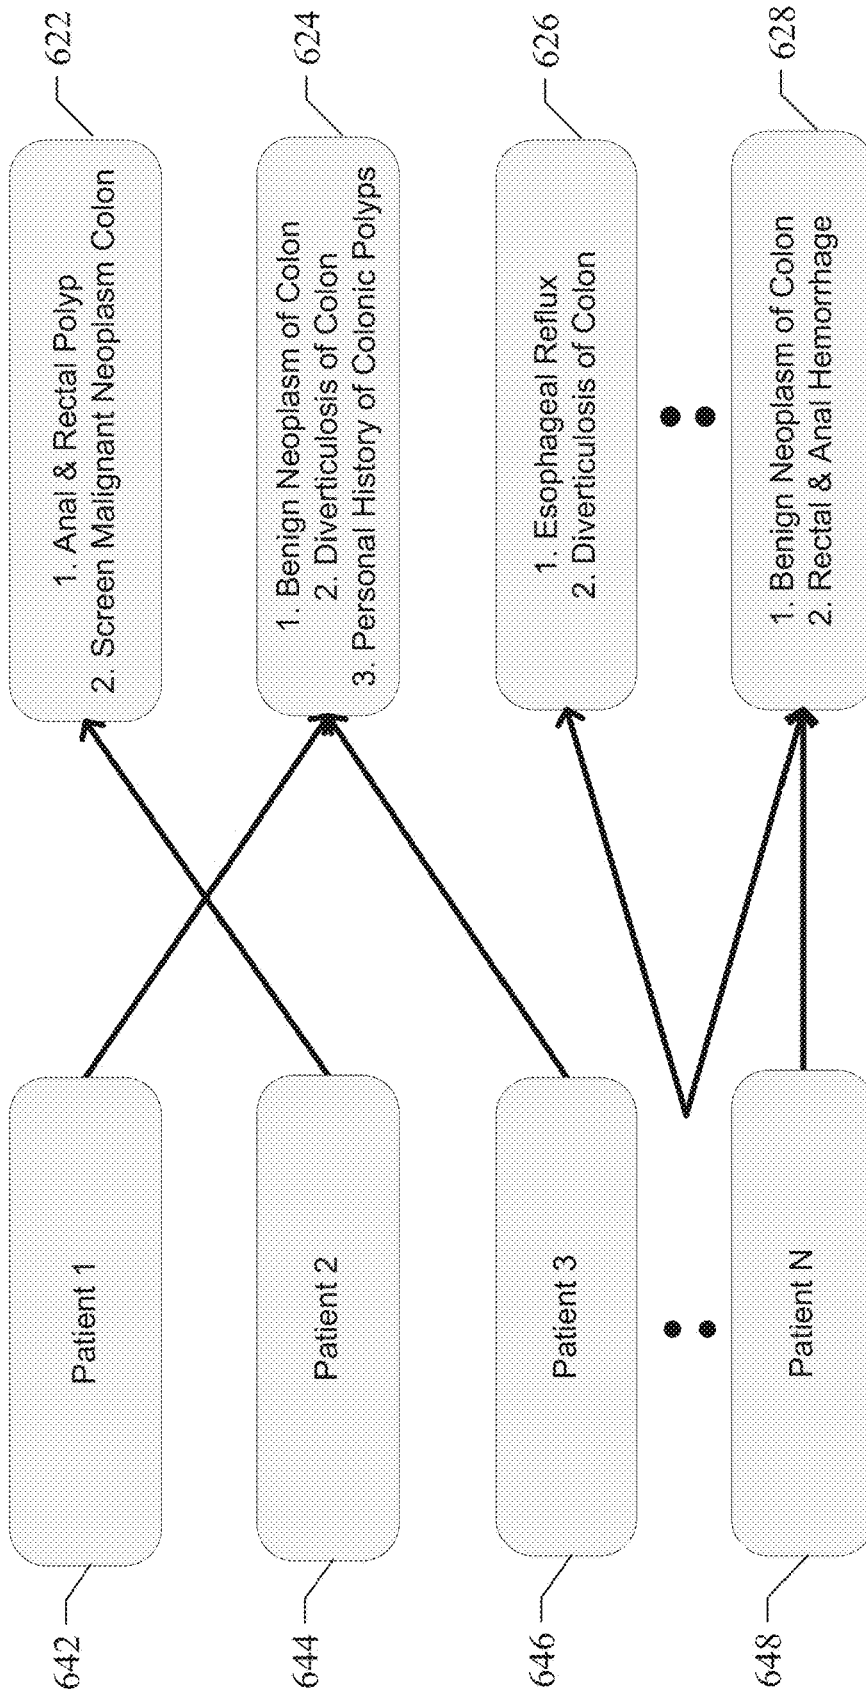 642
Patient 1
1. Anal & Rectal Polyp
2. Screen Malignant Neoplasm Colon
622
644
Patient 2
1. Benign Neoplasm of Colon
2. Diverticulosis of Colon
3. Personal History of Colonic Polyps
624
646
Patient 3
1. Esophageal Reflux
2. Diverticulosis of Colon
626
648
Patient N
1. Benign Neoplasm of Colon
2. Rectal & Anal Hemorrhage
628